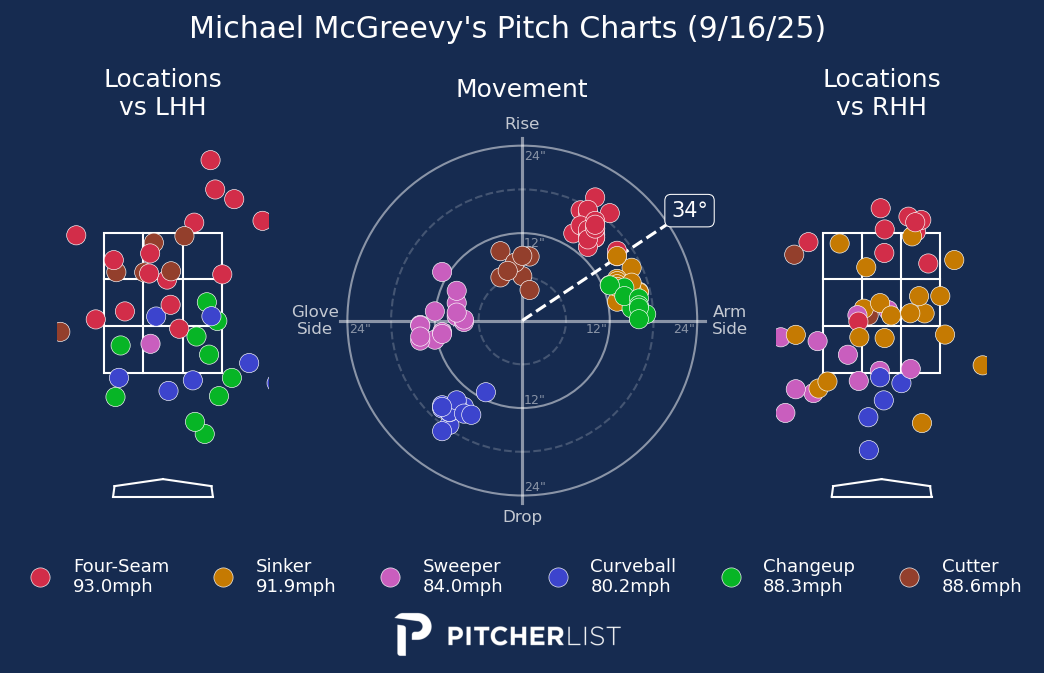 Michael McGreevy's Pitch Charts (9/16/25)
Locations
vs LHH
Movement
Locations
vs RHH
Rise
24"
34°
12"
Glove
Side
24"
12"
24"
Arm
Side
12"
24"
Drop
Four-Seam
93.0mph
Sinker
91.9mph
Sweeper
84.0mph
Curveball
80.2mph
Changeup
88.3mph
Cutter
88.6mph
PITCHERLIST